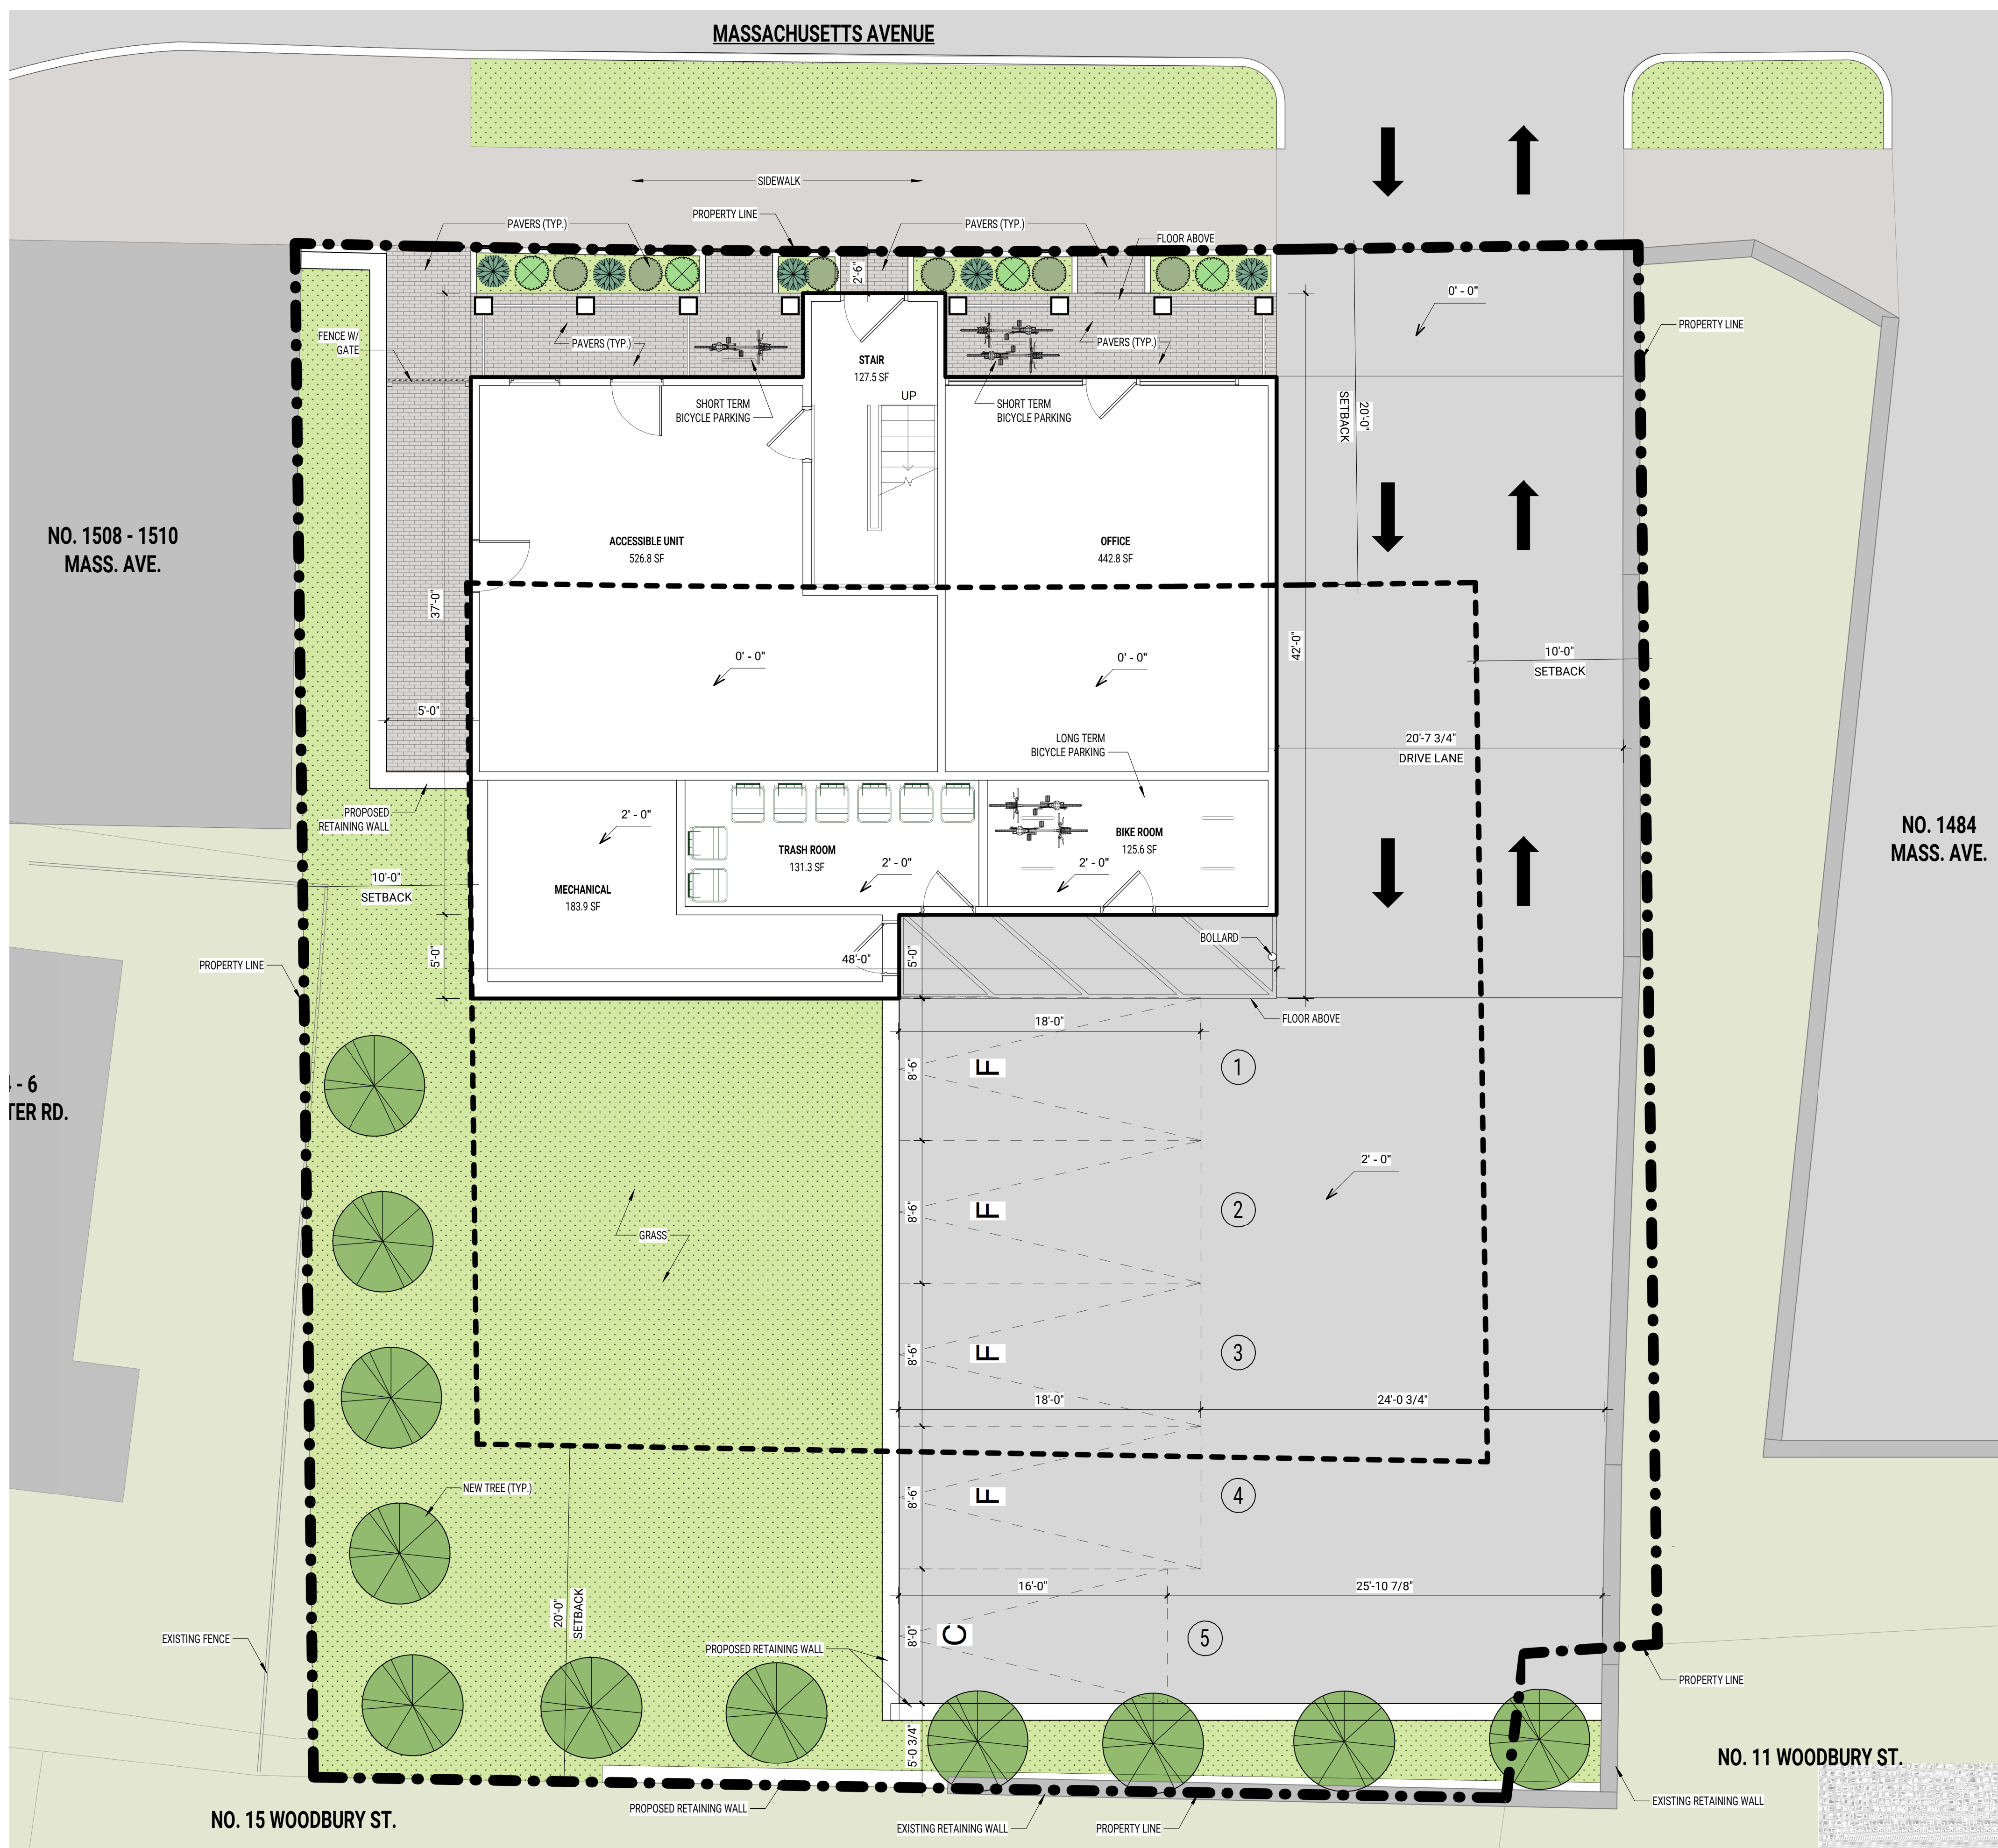 MASSACHUSETTS AVENUE
SIDEWALK
PROPERTY LINE
PAVERS (TYP.)
PAVERS (TYP.)
FLOOR ABOVE
2'-6"
0' - 0"
PROPERTY LINE
FENCE W/
GATE
PAVERS (TYP.)
PAVERS (TYP.)
STAIR
127.5 SF
UP
SHORT TERM
BICYCLE PARKING
SHORT TERM
BICYCLE PARKING
20'-0"
SETBACK
NO. 1508 - 1510
MASS. AVE.
ACCESSIBLE UNIT
526.8 SF
OFFICE
442.8 SF
37'-0"
42'-0"
0' - 0"
0' - 0"
10'-0"
SETBACK
5'-0"
LONG TERM
BICYCLE PARKING
20'-7 3/4"
DRIVE LANE
PROPOSED
RETAINING WALL
2' - 0"
TRASH ROOM
131.3 SF
2' - 0"
BIKE ROOM
125.6 SF
2' - 0"
NO. 1484
MASS. AVE.
10'-0"
SETBACK
MECHANICAL
183.9 SF
PROPERTY LINE
5'-0"
48'-0"
5'-0"
BOLLARD
FLOOR ABOVE
18'-0"
8'-6"
F
1
- 6
TER RD.
2' - 0"
8'-6"
F
2
GRASS
8'-6"
F
3
18'-0"
24'-0 3/4"
NEW TREE (TYP.)
8'-6"
F
4
16'-0"
25'-10 7/8"
20'-0"
SETBACK
EXISTING FENCE
PROPOSED RETAINING WALL
8'-0"
C
5
PROPERTY LINE
5'-0 3/4"
NO. 11 WOODBURY ST.
NO. 15 WOODBURY ST.
PROPOSED RETAINING WALL
EXISTING RETAINING WALL
PROPERTY LINE
EXISTING RETAINING WALL